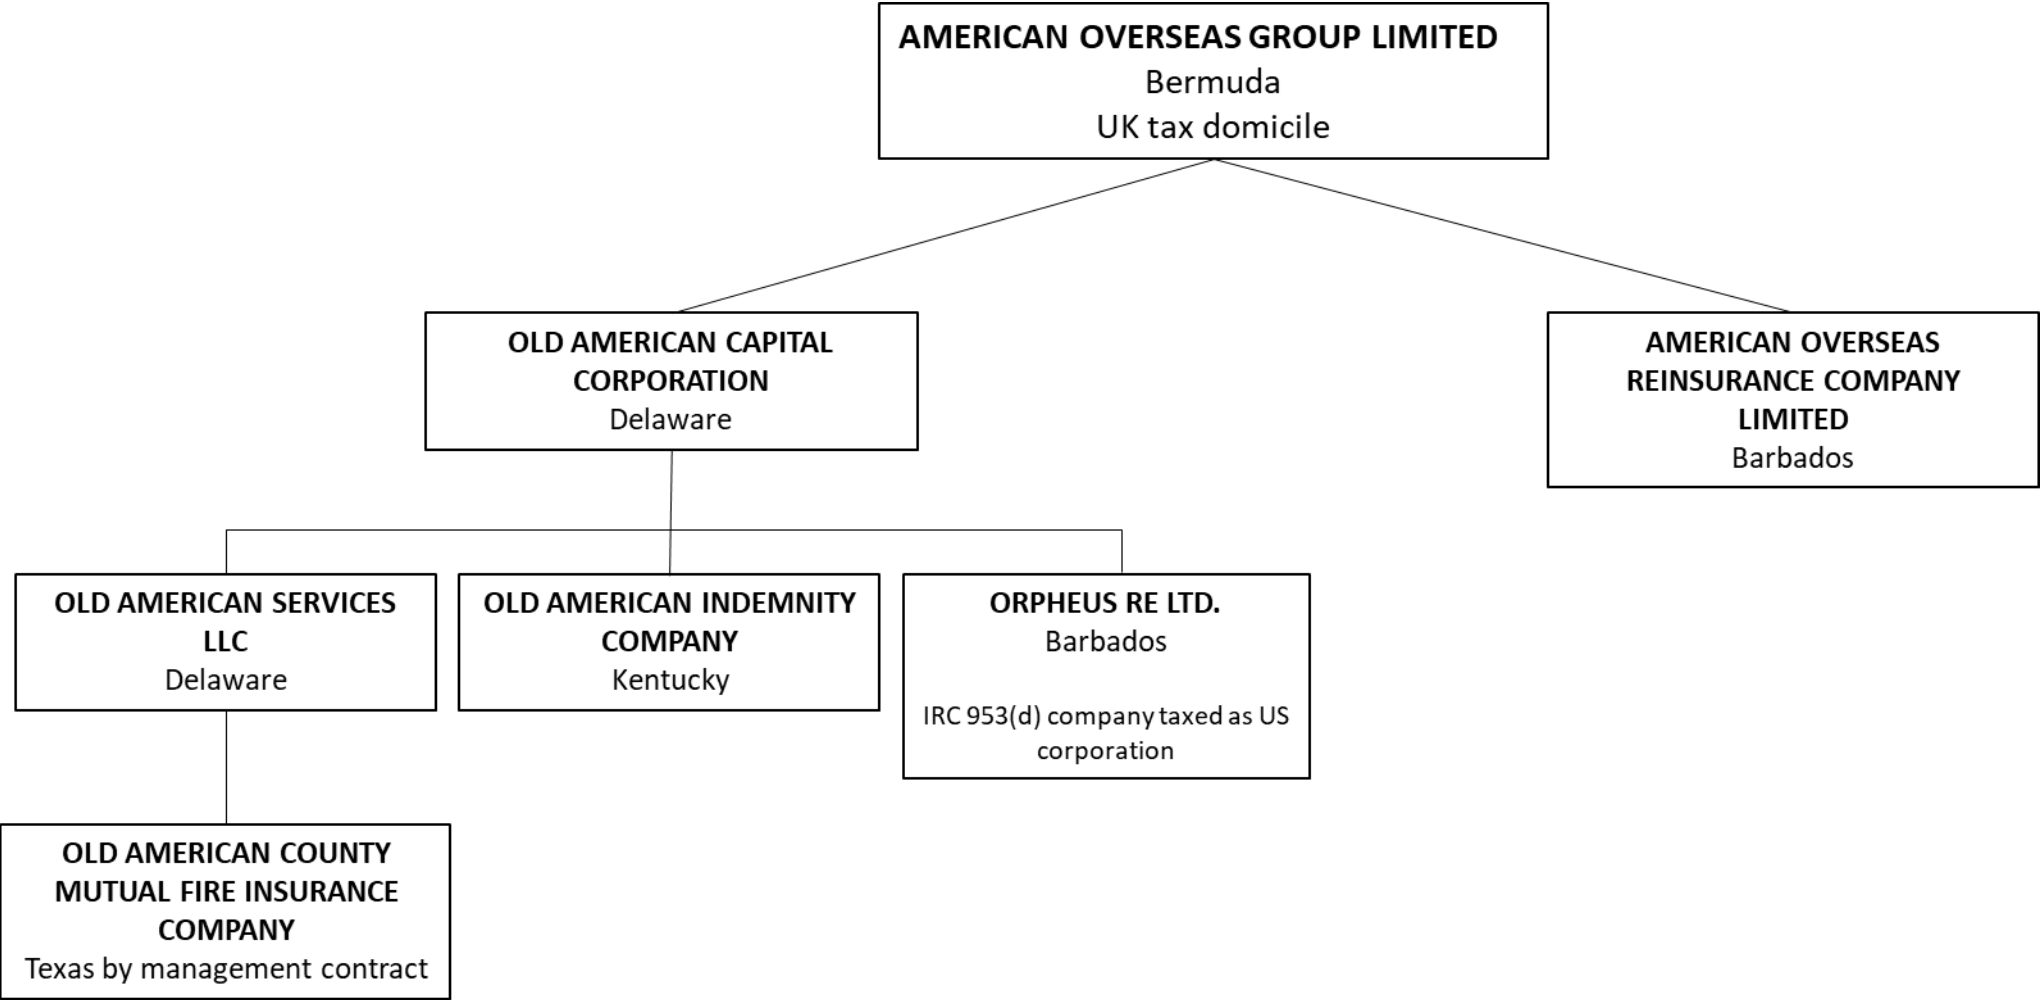 AMERICAN OVERSEAS GROUP LIMITED
Bermuda
UK tax domicile
OLD AMERICAN CAPITAL
CORPORATION
Delaware
AMERICAN OVERSEAS
REINSURANCE COMPANY
LIMITED
Barbados
OLD AMERICAN SERVICES
LLC
Delaware
OLD AMERICAN INDEMNITY
COMPANY
Kentucky
ORPHEUS RE LTD.
Barbados
IRC 953(d) company taxed as US
corporation
OLD AMERICAN COUNTY
MUTUAL FIRE INSURANCE
COMPANY
Texas by management contract